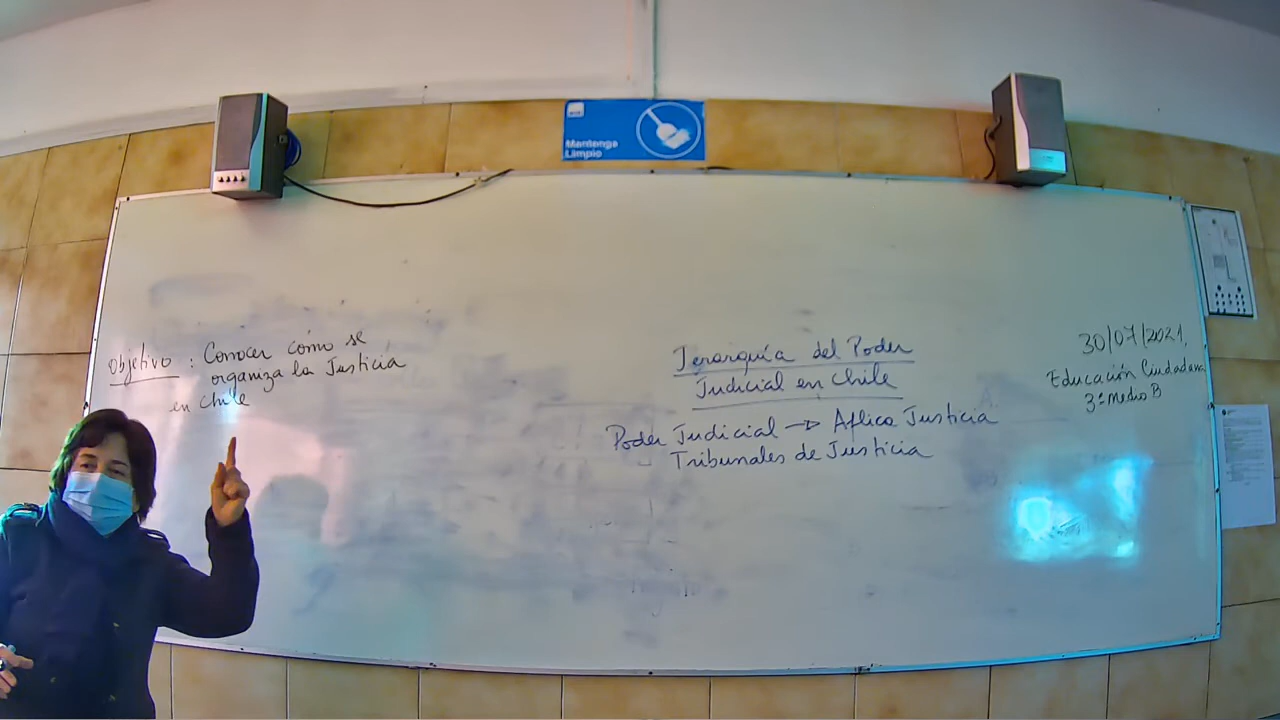 Mantenga
Limpio
Objetivo : Conocer cómo se
organiza la Justicia
en Chile
Jerarquía del Poder
Judicial en Chile
Poder Judicial → Aplica Justicia
Tribunales de Justicia
30/07/2021
Educación Ciudadana
3º Medio B